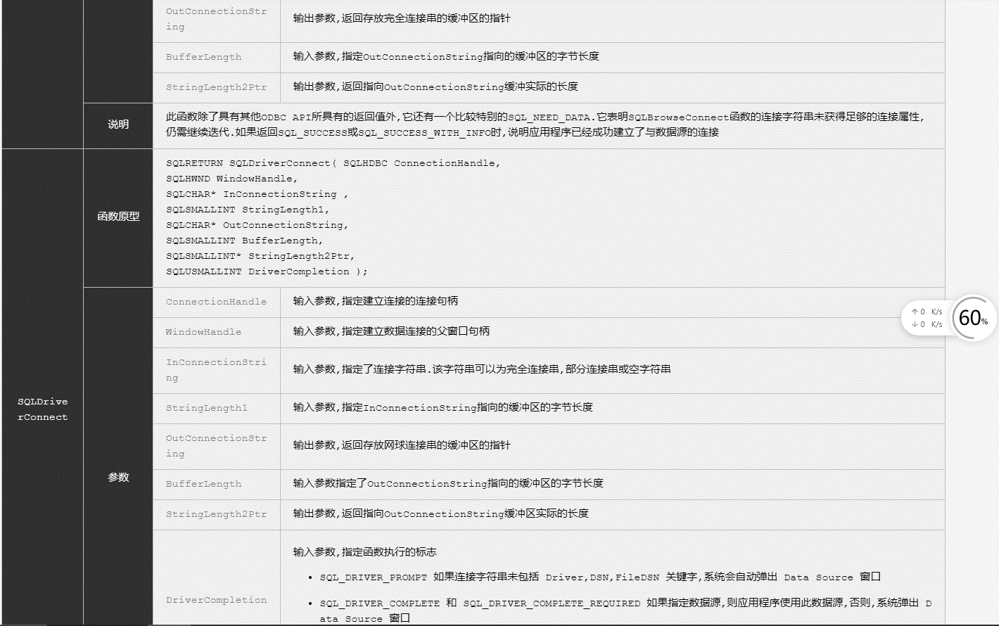 OutConnectionStr
ing
输出参数,返回存放完全连接串的缓冲区的指针
BufferLength
输入参数,指定OutConnectionString指向的缓冲区的字节长度
StringLength2Ptr
输出参数,返回指向OutConnectionString缓冲实际的长度
说明
此函数除了具有其他ODBC API所具有的返回值外,它还有一个比较特别的SQL_NEED_DATA.它表明SQLBrowseConnect函数的连接字符串未获得足够的连接属性,
仍需继续迭代.如果返回SQL_SUCCESS或SQL_SUCCESS_WITH_INFO时,说明应用程序已经成功建立了与数据源的连接
SQLDrive
rConnect
函数原型
SQLRETURN SQLDriverConnect( SQLHDBC ConnectionHandle,
SQLHWND WindowHandle,
SQLCHAR* InConnectionString ,
SQLSMALLINT StringLength1,
SQLCHAR* OutConnectionString,
SQLSMALLINT BufferLength,
SQLSMALLINT* StringLength2Ptr,
SQLUSMALLINT DriverCompletion );
参数
ConnectionHandle
输入参数,指定建立连接的连接句柄
WindowHandle
输入参数,指定建立数据连接的父窗口句柄
InConnectionStri
ng
输入参数,指定了连接字符串.该字符串可以为完全连接串,部分连接串或空字符串
StringLength1
输入参数,指定InConnectionString指向的缓冲区的字节长度
OutConnectionStr
ing
输出参数,返回存放网球连接串的缓冲区的指针
BufferLength
输入参数指定了OutConnectionString指向的缓冲区的字节长度
StringLength2Ptr
输出参数,返回指向OutConnectionString缓冲区实际的长度
DriverCompletion
输入参数,指定函数执行的标志
• SQL_DRIVER_PROMPT 如果连接字符串未包括 Driver,DSN,FileDSN 关键字,系统会自动弹出 Data Source 窗口
• SQL_DRIVER_COMPLETE 和 SQL_DRIVER_COMPLETE_REQUIRED 如果指定数据源,则应用程序使用此数据源,否则,系统弹出 D
ata Source 窗口
↑ 0 K/s
↓ 0 K/s
60%